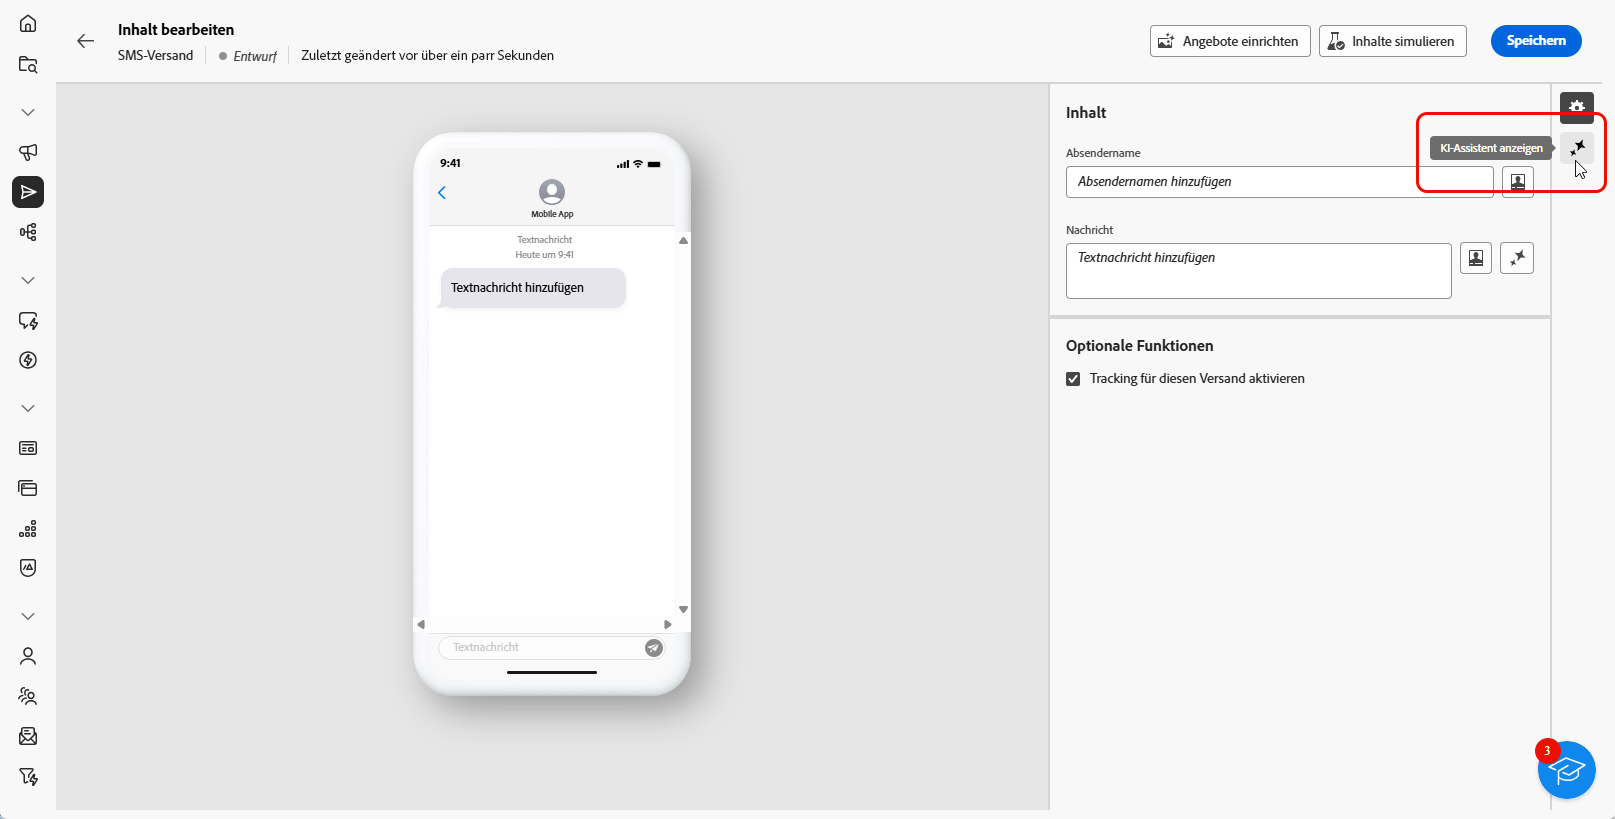 Inhalt bearbeiten
SMS-Versand
Entwurf
Zuletzt geändert vor über ein parr Sekunden
Angebote einrichten
Inhalte simulieren
Speichern
9:41
Mobile App
Textnachricht
Heute um 9:41
Textnachricht hinzufügen
Textnachricht
Inhalt
KI-Assistent anzeigen
Absendername
Absendernamen hinzufügen
Nachricht
Textnachricht hinzufügen
Optionale Funktionen
Tracking für diesen Versand aktivieren
3